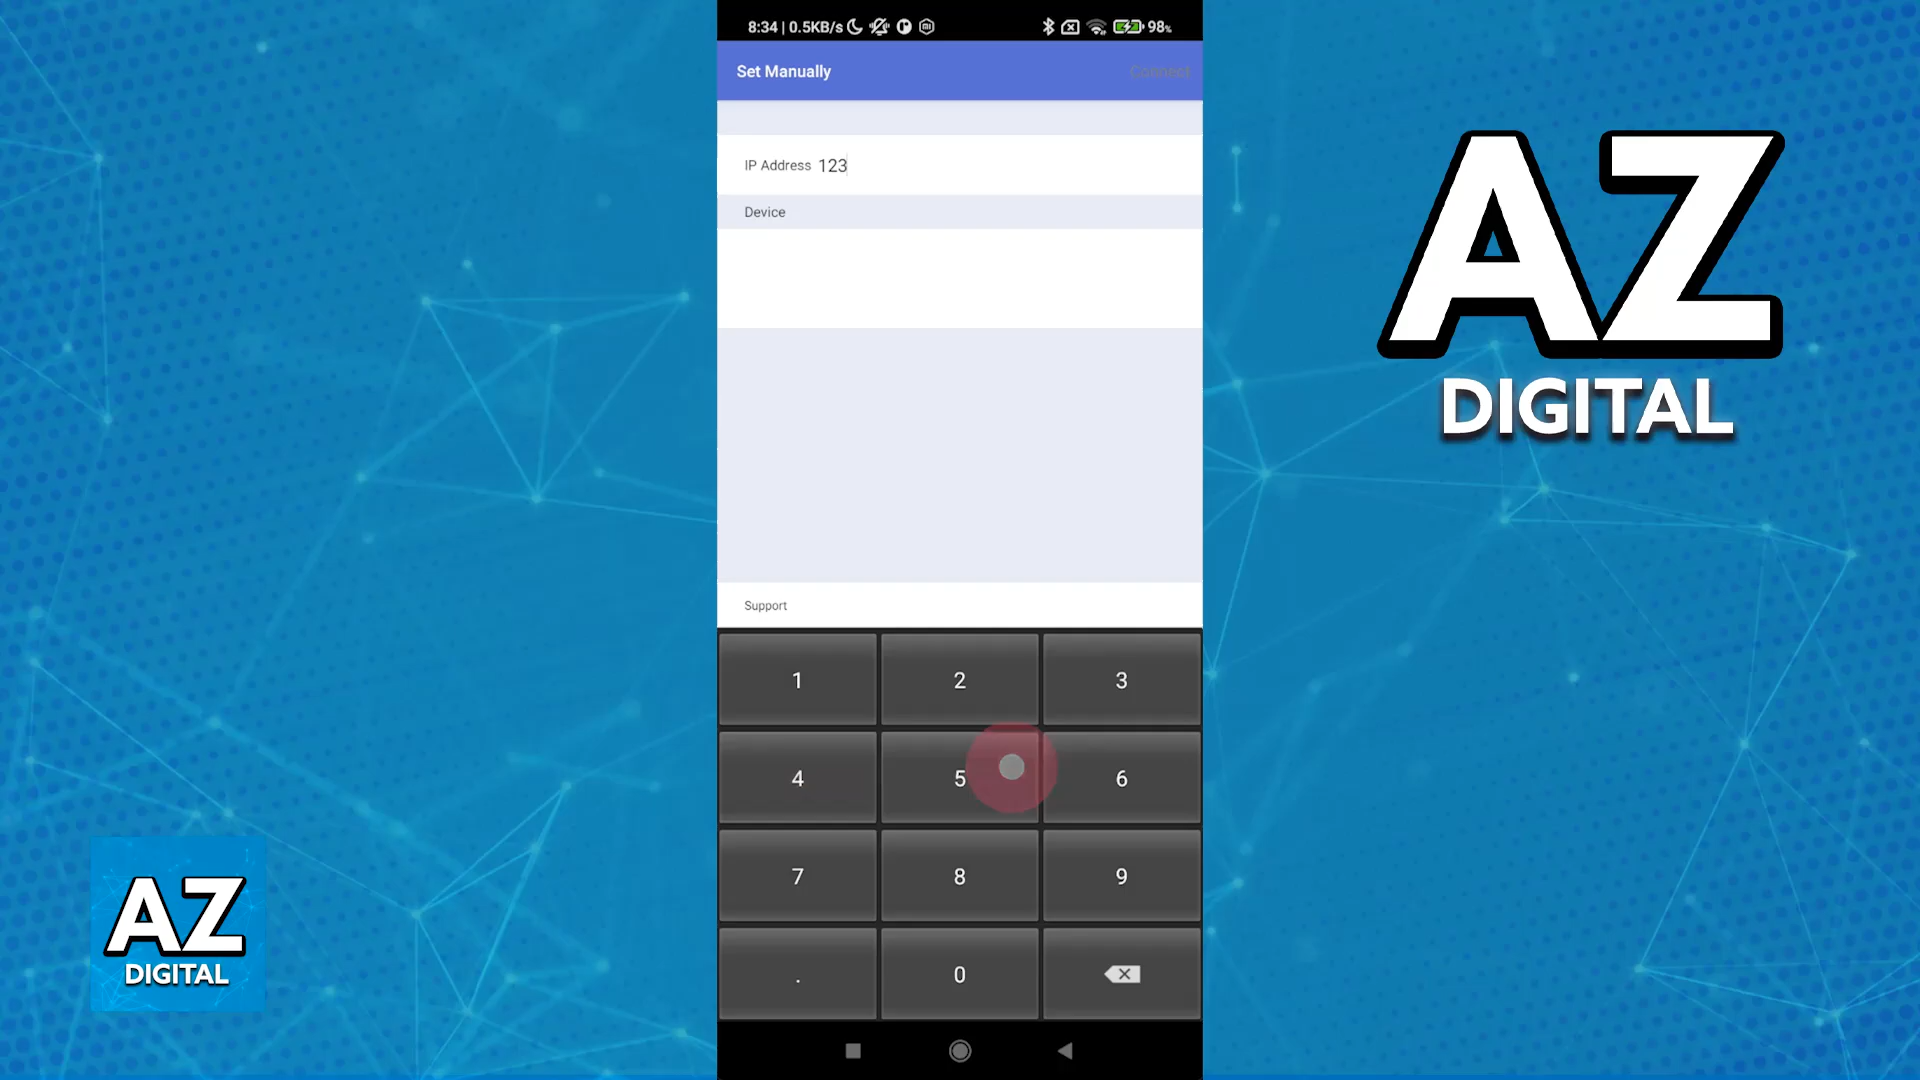 8:34 | 0.5KB/s
98%
Set Manually
Connect
IP Address 123
Device
Support
1 2 3
4 5 6
7 8 9
. 0
AZ
DIGITAL
AZ
DIGITAL